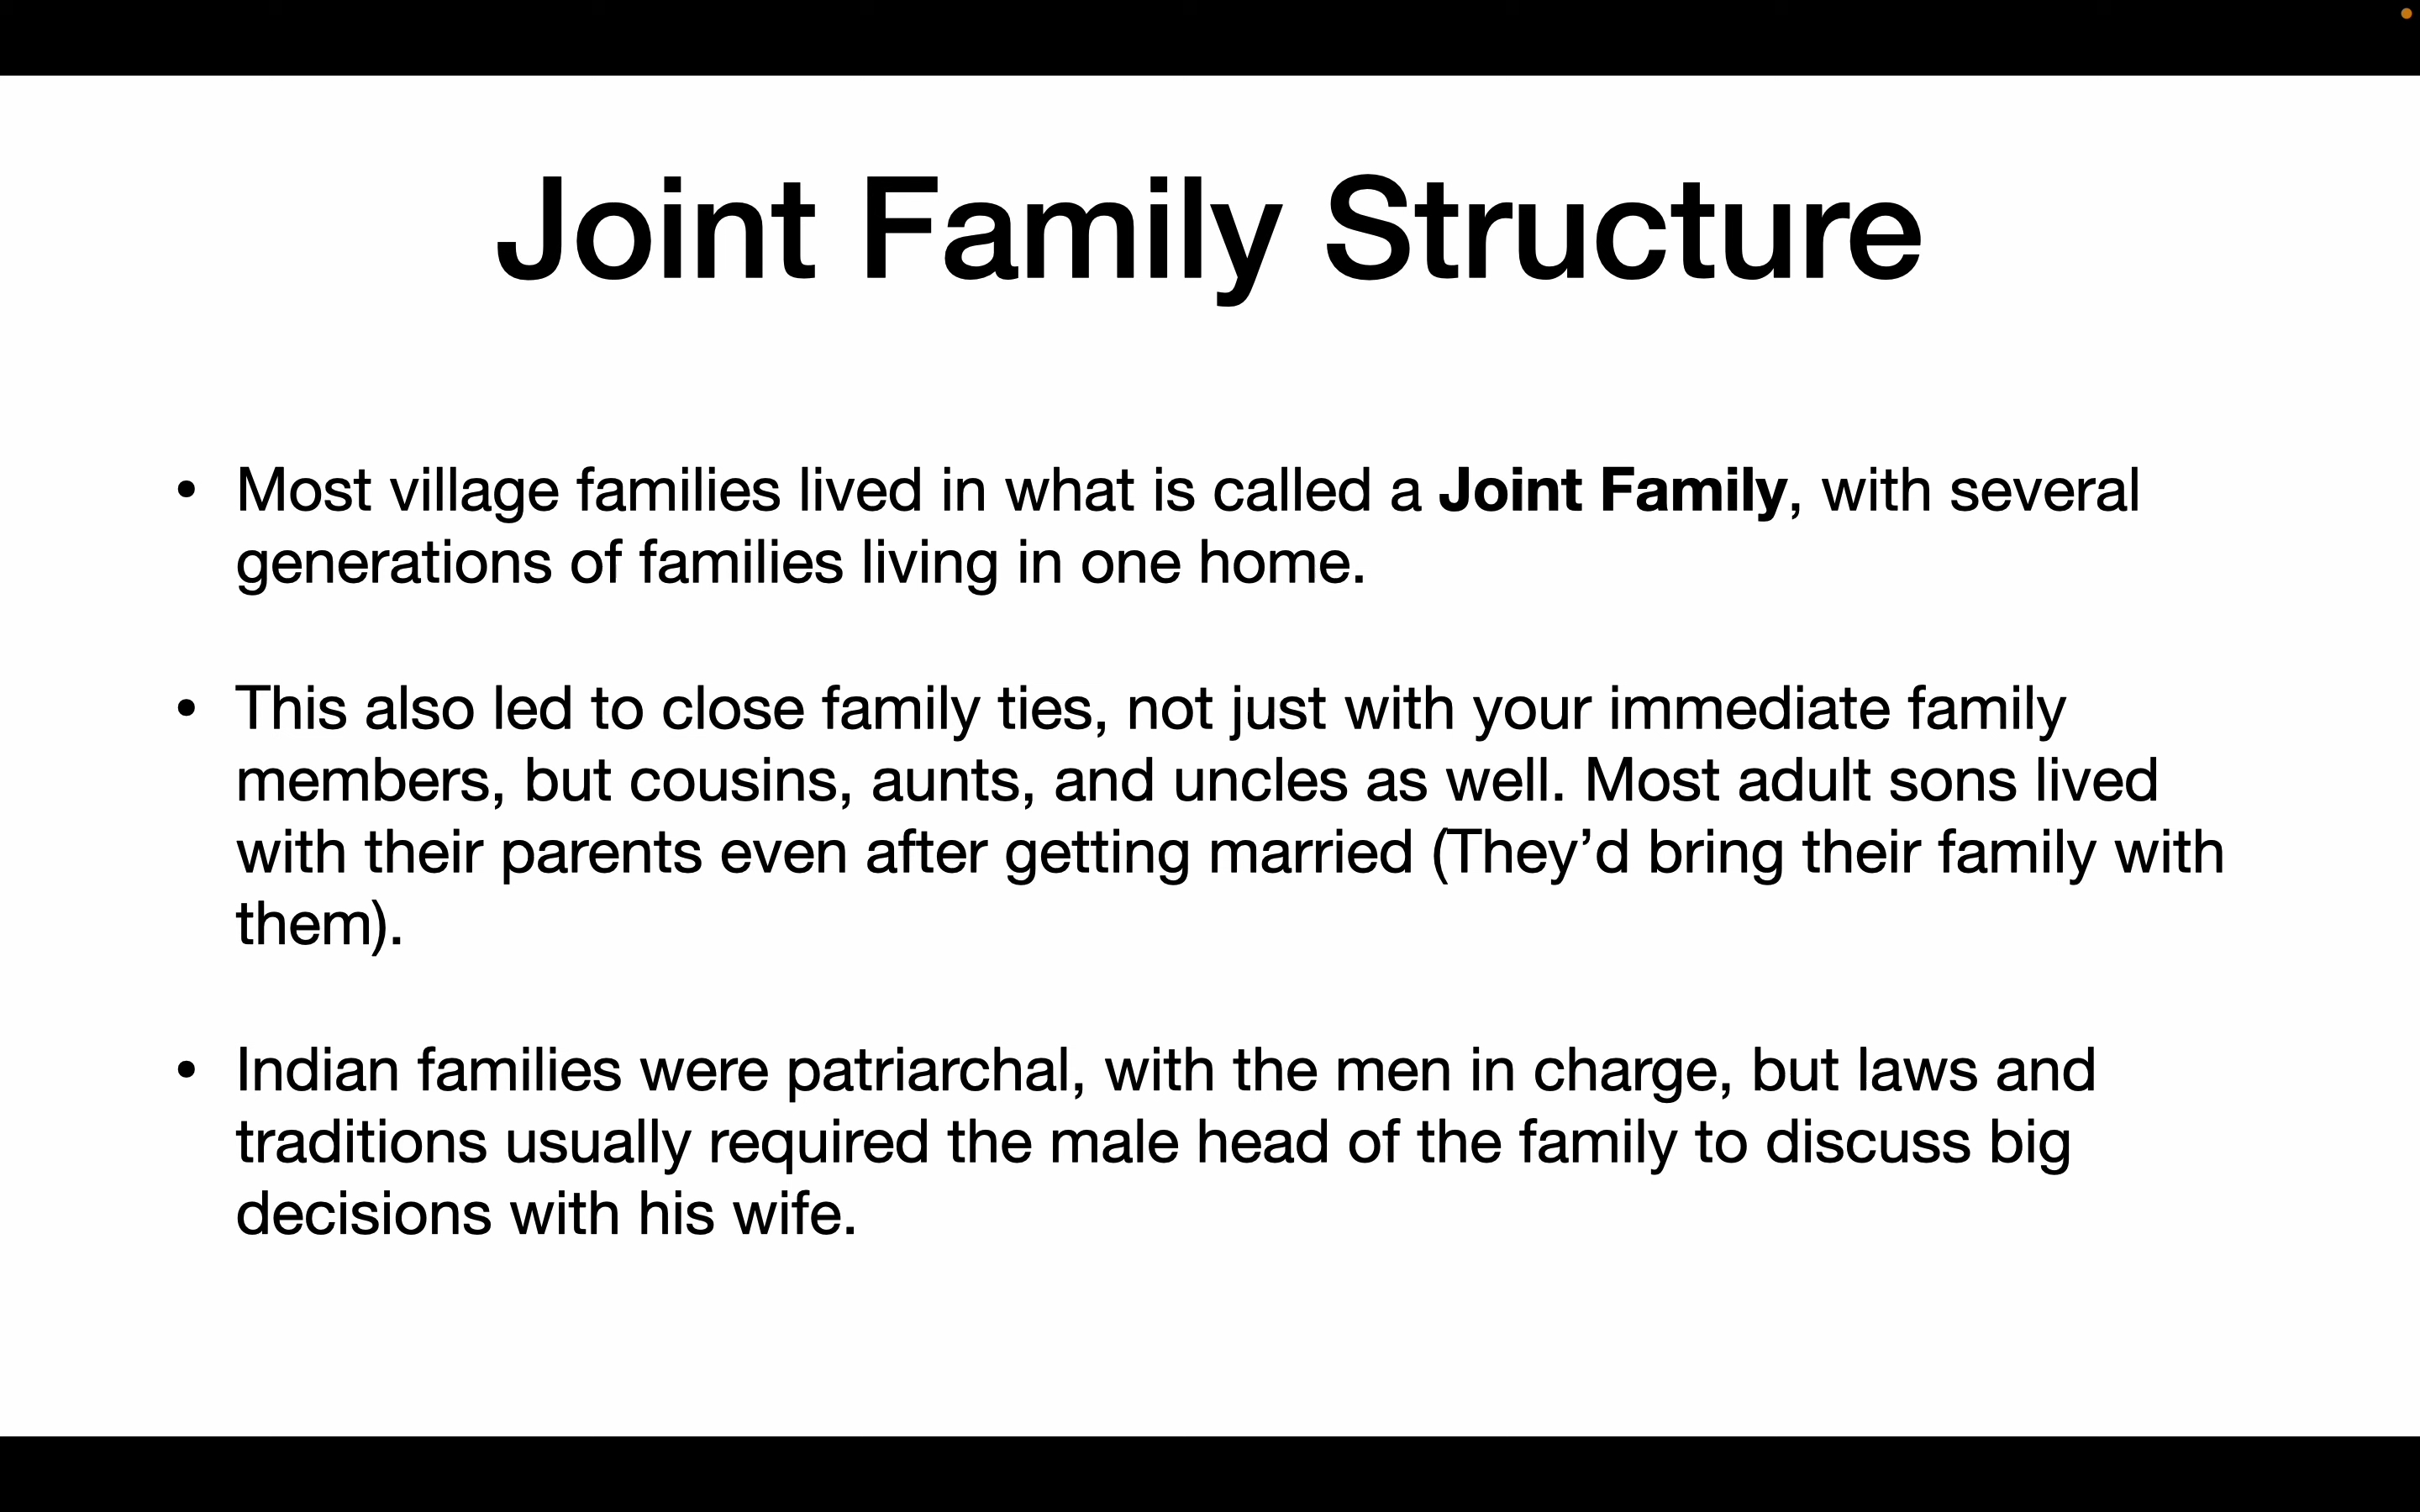 Joint Family Structure
• Most village families lived in what is called a Joint Family, with several
generations of families living in one home.
• This also led to close family ties, not just with your immediate family
members, but cousins, aunts, and uncles as well. Most adult sons lived
with their parents even after getting married (They’d bring their family with
them).
• Indian families were patriarchal, with the men in charge, but laws and
traditions usually required the male head of the family to discuss big
decisions with his wife.